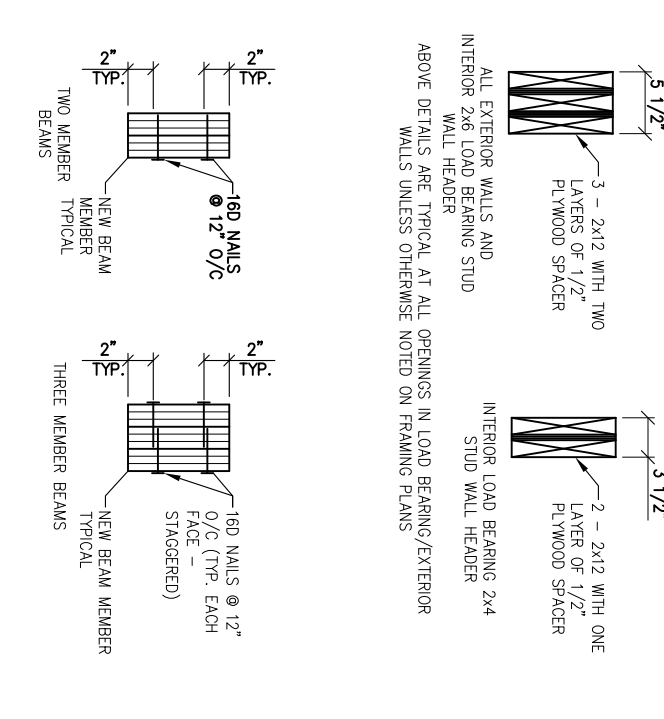 5 1/2"
3 - 2x12 WITH TWO
LAYERS OF 1/2"
PLYWOOD SPACER
ALL EXTERIOR WALLS AND
INTERIOR 2x6 LOAD BEARING STUD
WALL HEADER
3 1/2"
2 - 2x12 WITH ONE
LAYER OF 1/2"
PLYWOOD SPACER
INTERIOR LOAD BEARING 2x4
STUD WALL HEADER
ABOVE DETAILS ARE TYPICAL AT ALL OPENINGS IN LOAD BEARING/EXTERIOR
WALLS UNLESS OTHERWISE NOTED ON FRAMING PLANS
2"
TYP.
2"
TYP.
16D NAILS
@ 12" O/C
NEW BEAM
MEMBER
TYPICAL
TWO MEMBER
BEAMS
2"
TYP.
2"
TYP.
16D NAILS @ 12"
O/C (TYP. EACH
FACE -
STAGGERED)
NEW BEAM MEMBER
TYPICAL
THREE MEMBER BEAMS